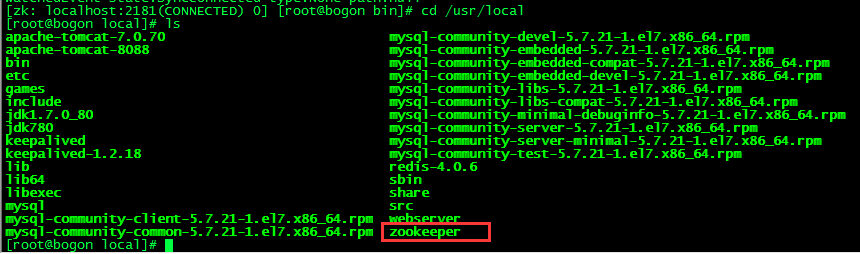 [zk: localhost:2181(CONNECTED) 0] [root@bogon bin]# cd /usr/local
[root@bogon local]# ls
apache-tomcat-7.0.70 mysql-community-devel-5.7.21-1.el7.x86_64.rpm
apache-tomcat-8088 mysql-community-embedded-5.7.21-1.el7.x86_64.rpm
bin mysql-community-embedded-compat-5.7.21-1.el7.x86_64.rpm
etc mysql-community-embedded-devel-5.7.21-1.el7.x86_64.rpm
games mysql-community-libs-5.7.21-1.el7.x86_64.rpm
include mysql-community-libs-compat-5.7.21-1.el7.x86_64.rpm
jdk1.7.0_80 mysql-community-minimal-debuginfo-5.7.21-1.el7.x86_64.rpm
jdk780 mysql-community-server-5.7.21-1.el7.x86_64.rpm
keepalived mysql-community-server-minimal-5.7.21-1.el7.x86_64.rpm
keepalived-1.2.18 mysql-community-test-5.7.21-1.el7.x86_64.rpm
lib redis-4.0.6
lib64 sbin
libexec share
mysql src
mysql-community-client-5.7.21-1.el7.x86_64.rpm webserver
mysql-community-common-5.7.21-1.el7.x86_64.rpm zookeeper
[root@bogon local]#